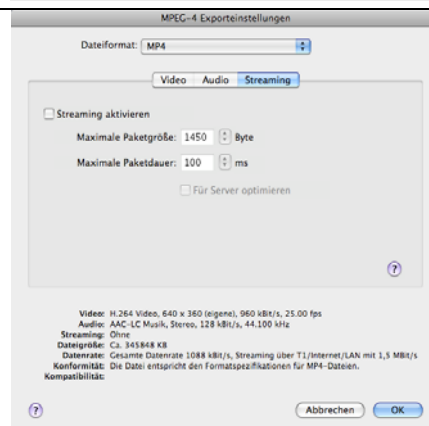 MPEG-4 Exporteinstellungen
Dateiformat: MP4
Video Audio Streaming
Streaming aktivieren
Maximale Paketgröße: 1450 Byte
Maximale Paketdauer: 100 ms
Für Server optimieren
?
Video: H.264 Video, 640 x 360 (eigene), 960 kBit/s, 25.00 fps
Audio: AAC-LC Musik, Stereo, 128 kBit/s, 44.100 kHz
Streaming: Ohne
Dateigröße: Ca. 345848 KB
Datenrate: Gesamte Datenrate 1088 kBit/s, Streaming über T1/Internet/LAN mit 1,5 MBit/s
Konformität: Die Datei entspricht den Formatspezifikationen für MP4-Dateien.
Kompatibilität:
? Abbrechen OK